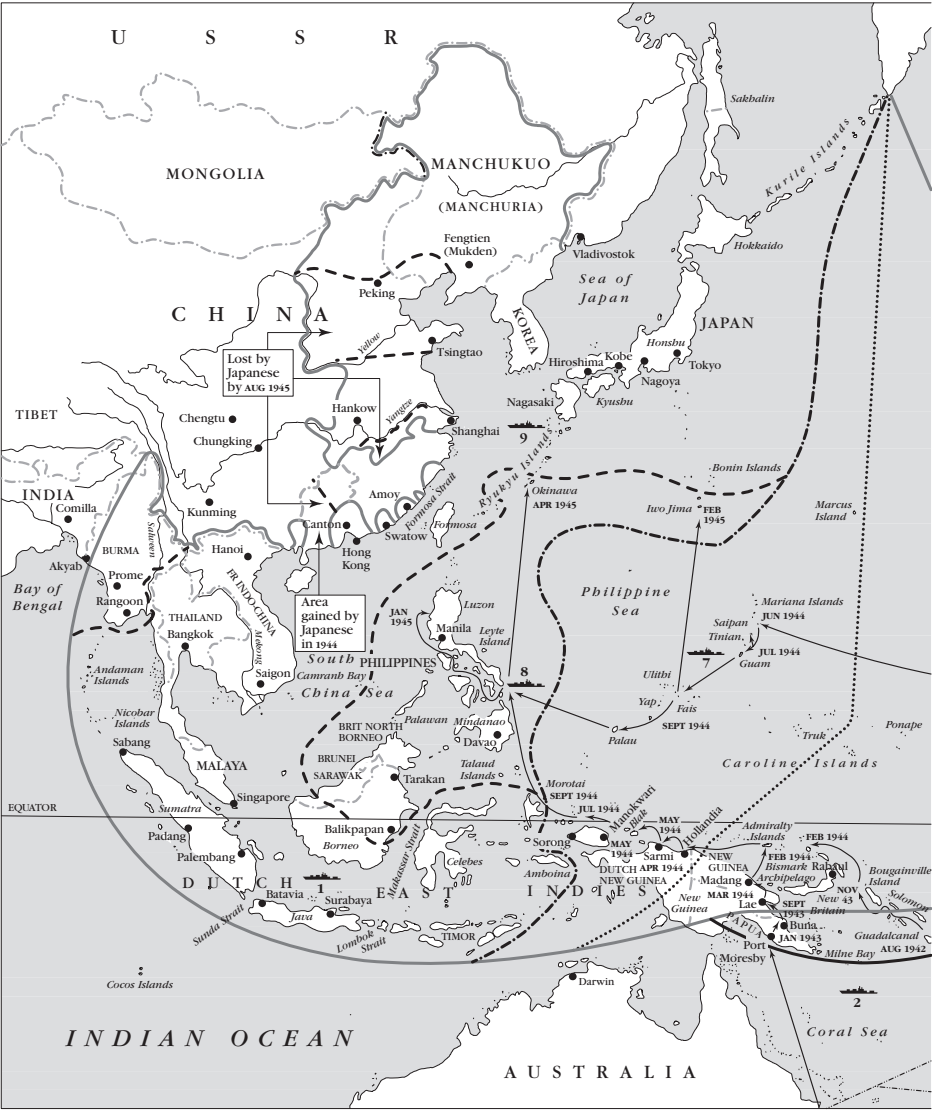 U S S R
Sakhalin
MONGOLIA
MANCHUKUO
(MANCHURIA)
Kurile Islands
Fengtien
(Mukden)
Vladivostok
Hokkaido
Sea of
Japan
Peking
CHINA
KOREA
JAPAN
Yellow
Tsingtao
Honshu
Lost by
Japanese
by AUG 1945
Hiroshima
Kobe
Tokyo
Nagoya
TIBET
Chengtu
Hankow
Yangtze
Nagasaki
Kyushu
Chungking
Shanghai
9
Ryukyu Islands
Bonin Islands
INDIA
Comilla
Kunming
Amoy
Formosa Strait
Okinawa
APR 1945
Iwo Jima
FEB
1945
Marcus
Island
Canton
Swatow
Formosa
BURMA
Salween
Hanoi
Hong
Kong
Akyab
Prome
Rangoon
Bay of
Bengal
FR INDO-CHINA
Area
gained by
Japanese
in 1944
JAN
1945
Luzon
Philippine
Sea
Mariana Islands
JUN 1944
THAILAND
Bangkok
Mekong
Manila
Leyte
Island
Saipan
Tinian
JUL 1944
Guam
7
Andaman
Islands
Saigon
South
China Sea
Camranh Bay
PHILIPPINES
8
Ulithi
Yap
Fais
SEPT 1944
Nicobar
Islands
Palawan
Mindanao
Davao
Palau
Truk
Ponape
Sabang
BRIT NORTH
BORNEO
BRUNEI
SARAWAK
MALAYA
Tarakan
Talaud
Islands
Caroline Islands
Morotai
SEPT 1944
Singapore
EQUATOR
Sumatra
JUL 1944
Manokwari
Biak
MAY
1944
Hollandia
Admiralty
Islands
FEB 1944
Padang
Balikpapan
Borneo
Makassar Strait
Sorong
MAY
1944
Sarmi
APR 1944
FEB 1944
Palembang
Celebes
Amboina
DUTCH
NEW GUINEA
NEW
GUINEA
Madang
MAR 1944
Bismark
Archipelago
Rabaul
Bougainville
Island
DUTCH EAST INDIES
1
New
Guinea
Lae
SEPT
1943
New
Britain
NOV
43
Solomon
Batavia
Surabaya
Java
Sunda Strait
Lombok
Strait
TIMOR
PAPUA
Buna
JAN 1943
Guadalcanal
AUG 1942
Port
Moresby
Milne Bay
Cocos Islands
Darwin
2
Coral Sea
INDIAN OCEAN
AUSTRALIA